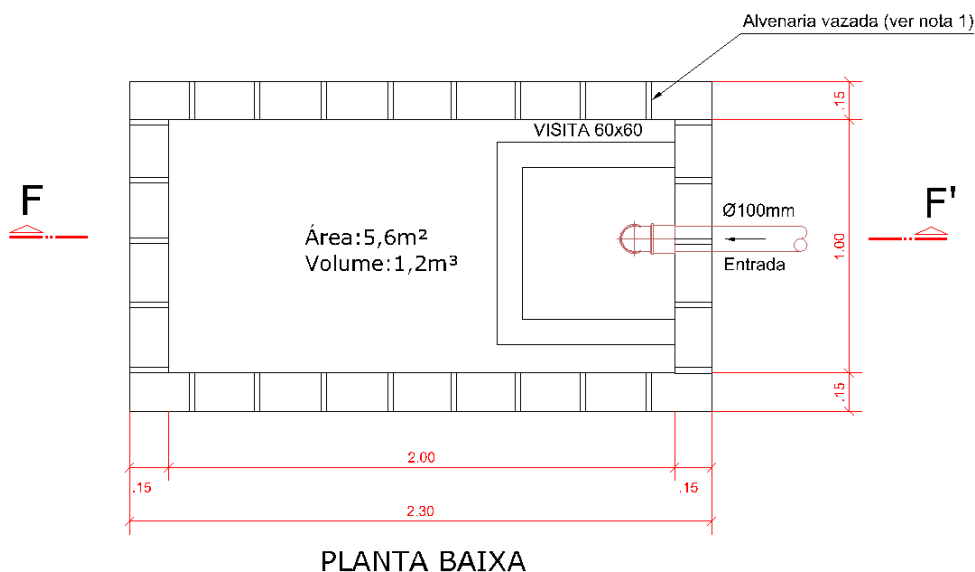 Alvenaria vazada (ver nota 1)
.15
VISITA 60x60
F
F'
Ø100mm
Área:5,6m²
Volume:1,2m³
1.00
Entrada
.15
2.00
.15
.15
2.30
PLANTA BAIXA